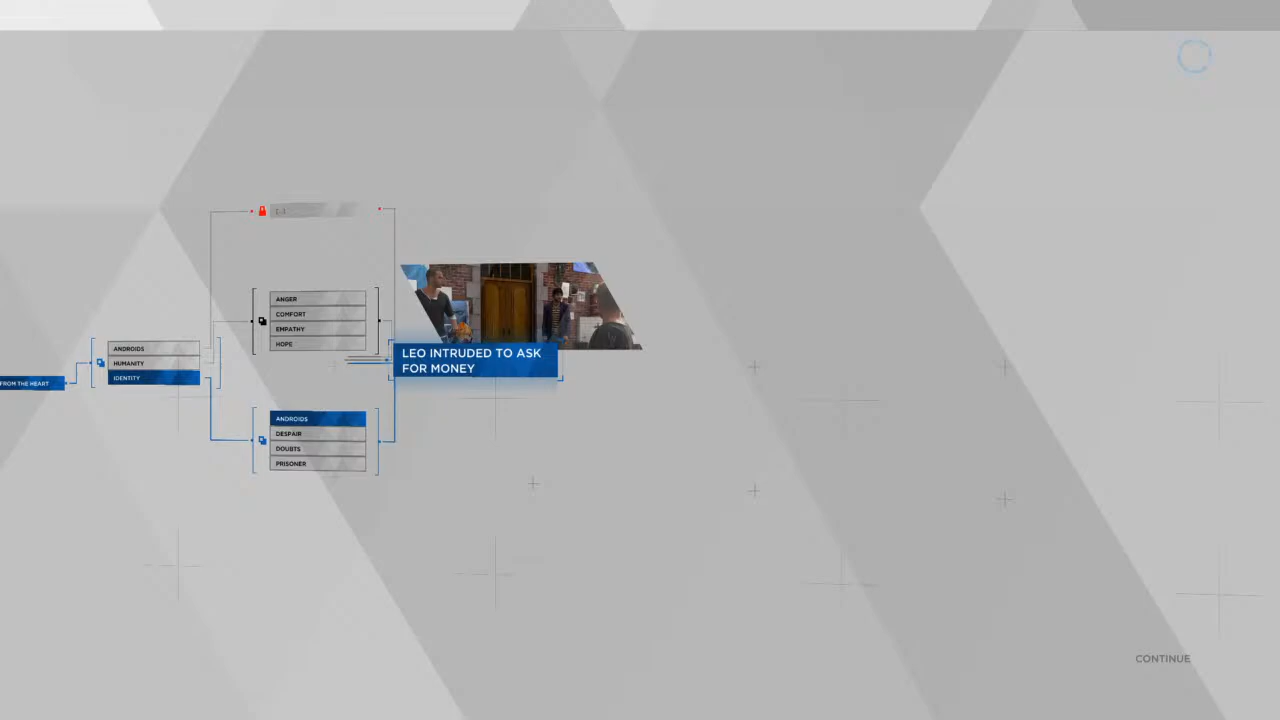 [...]
ANGER
COMFORT
EMPATHY
HOPE
ANDROIDS
HUMANITY
IDENTITY
FROM THE HEART
LEO INTRUDED TO ASK
FOR MONEY
ANDROIDS
DESPAIR
DOUBTS
PRISONER
CONTINUE